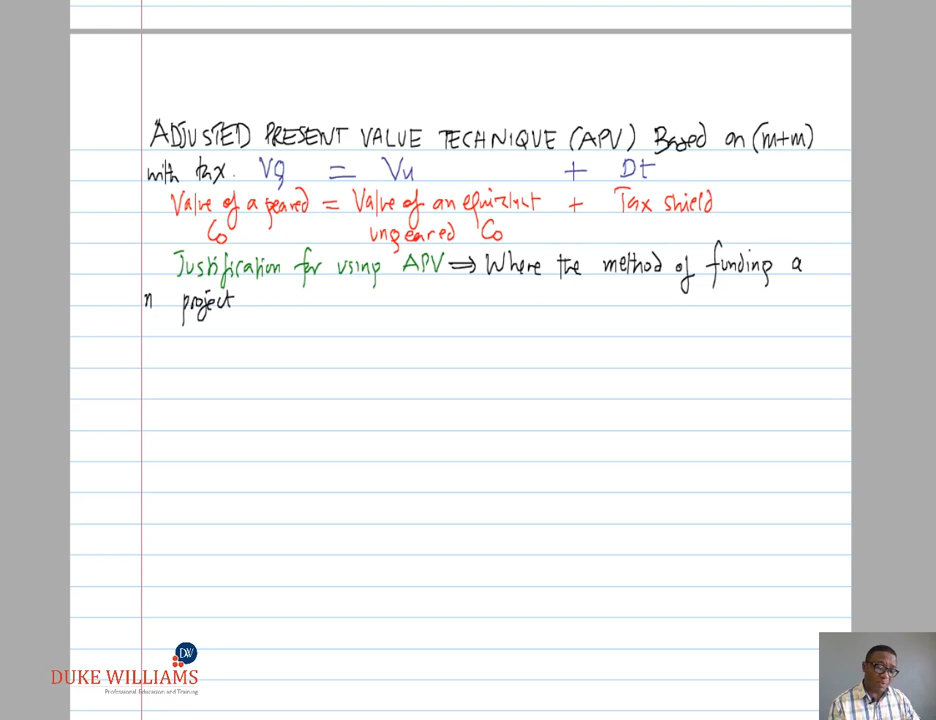 ADJUSTED PRESENT VALUE TECHNIQUE (APV) Based on (m+m)
with tax. Vg = Vu + Dt
Value of a geared = Value of an equivalent + Tax shield
Co ungeared Co
Justification for using APV ⇒ Where the method of funding a
n project
DW
DUKE WILLIAMS
Professional Education and Training